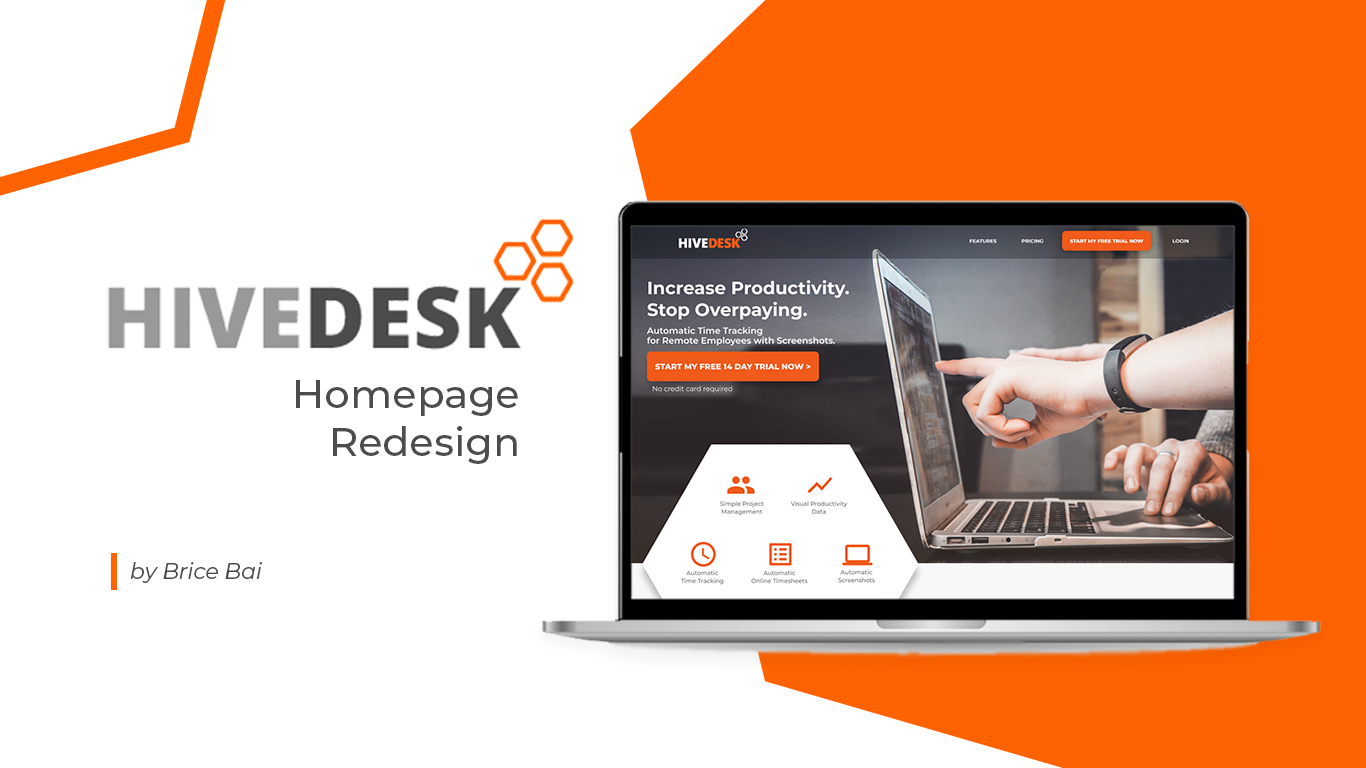 HIVEDESK
Homepage
Redesign
by Brice Bai
HIVEDESK
FEATURES
PRICING
START MY FREE TRIAL NOW
LOGIN
Increase Productivity.
Stop Overpaying.
Automatic Time Tracking
for Remote Employees with Screenshots.
START MY FREE 14 DAY TRIAL NOW >
No credit card required
Simple Project
Management
Visual Productivity
Data
Automatic
Time Tracking
Automatic
Online Timesheets
Automatic
Screenshots